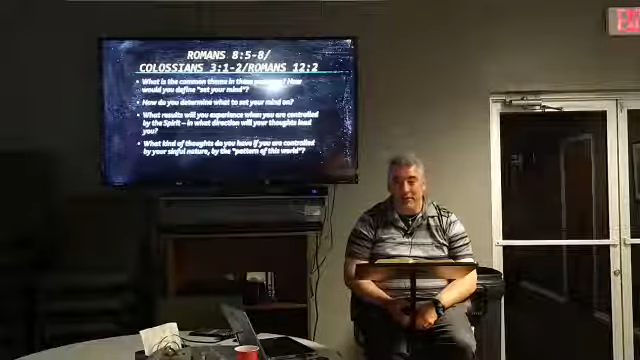 ROMANS 8:5-8/
COLOSSIANS 3:1-2/ROMANS 12:2
• What is the common theme in these passages? How
would you define "set your mind"?
• How do you determine what to set your mind on?
• What results will you experience when you are controlled
by the Spirit – in what direction will your thoughts lead
you?
• What kind of thoughts do you have if you are controlled
by your sinful nature, by the "pattern of this world"?
EXI